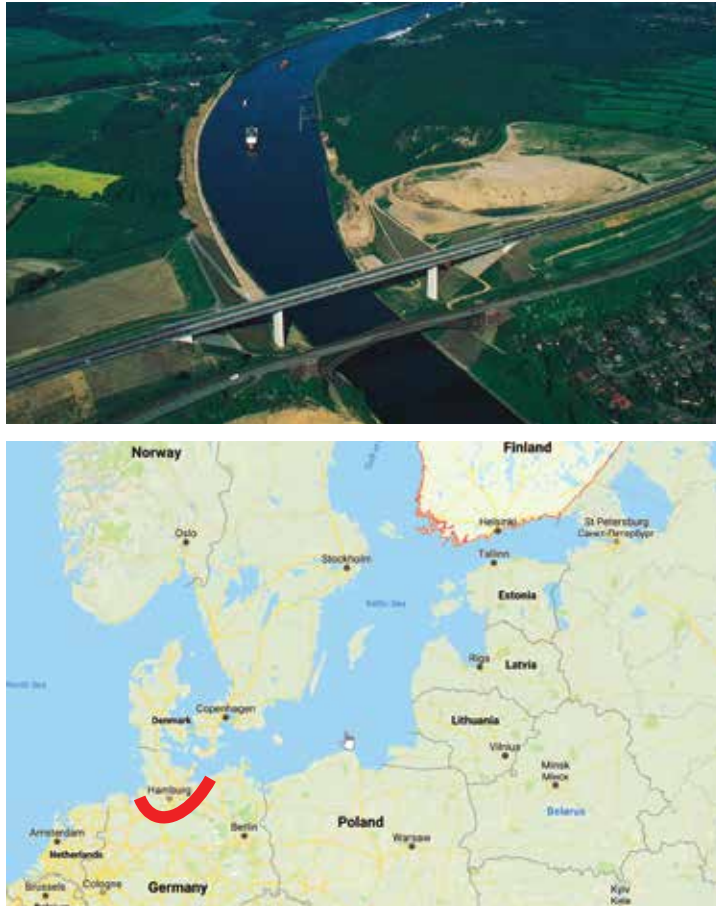 Norway
Finland
Oslo
Helsinki
St Petersburg
Санкт-Петербург
Stockholm
Tallinn
Estonia
Baltic Sea
North Sea
Riga
Latvia
Copenhagen
Denmark
Lithuania
Vilnius
Minsk
Минск
Hamburg
Belarus
Amsterdam
Berlin
Poland
Warsaw
Netherlands
Brussels
Cologne
Germany
Kyiv